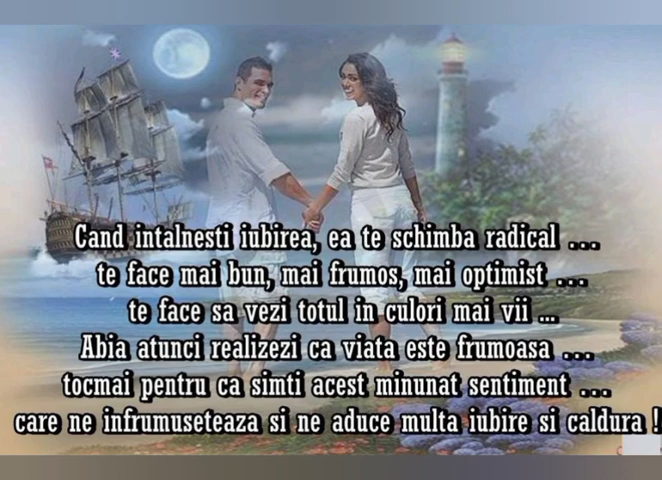 Cand intalnesti iubirea, ea te schimba radical ...
te face mai bun, mai frumos, mai optimist ...
te face sa vezi totul in culori mai vii ...
Abia atunci realizezi ca viata este frumoasa ...
tocmai pentru ca simti acest minunat sentiment ...
care ne infrumuseteaza si ne aduce multa iubire si caldura !